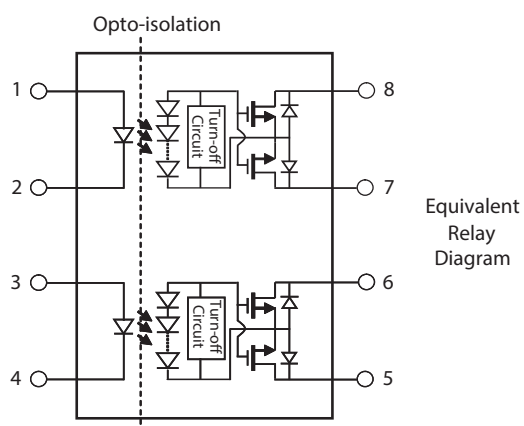 Opto-isolation
1
8
Turn-off
Circuit
2
7
Equivalent
Relay
Diagram
3
6
Turn-off
Circuit
4
5